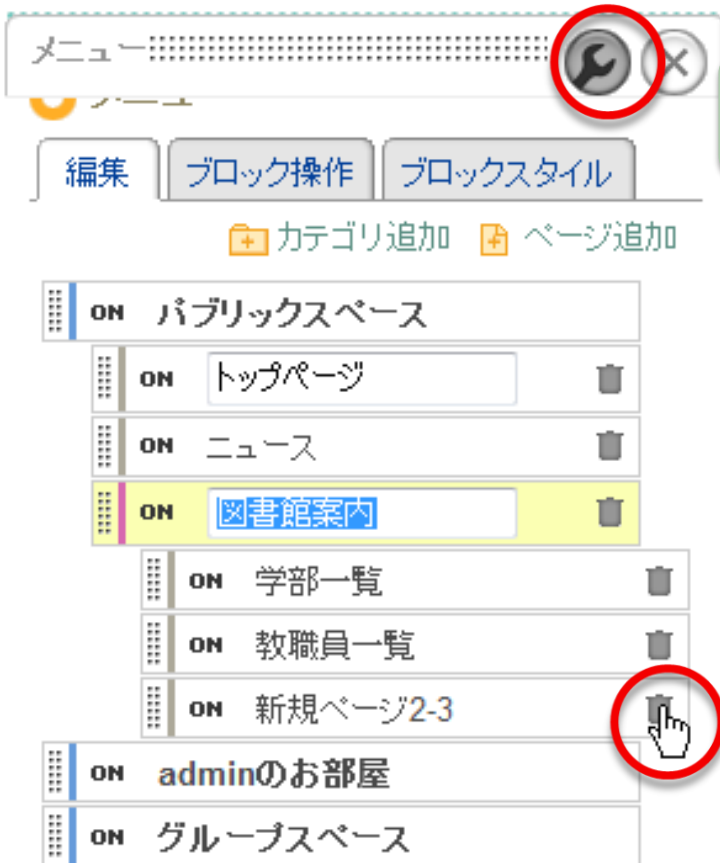 メニュー
メニュー
編集 ブロック操作 ブロックスタイル
カテゴリ追加 ページ追加
ON パブリックスペース
ON トップページ
ON ニュース
ON 図書館案内
ON 学部一覧
ON 教職員一覧
ON 新規ページ2-3
ON adminのお部屋
ON グループスペース